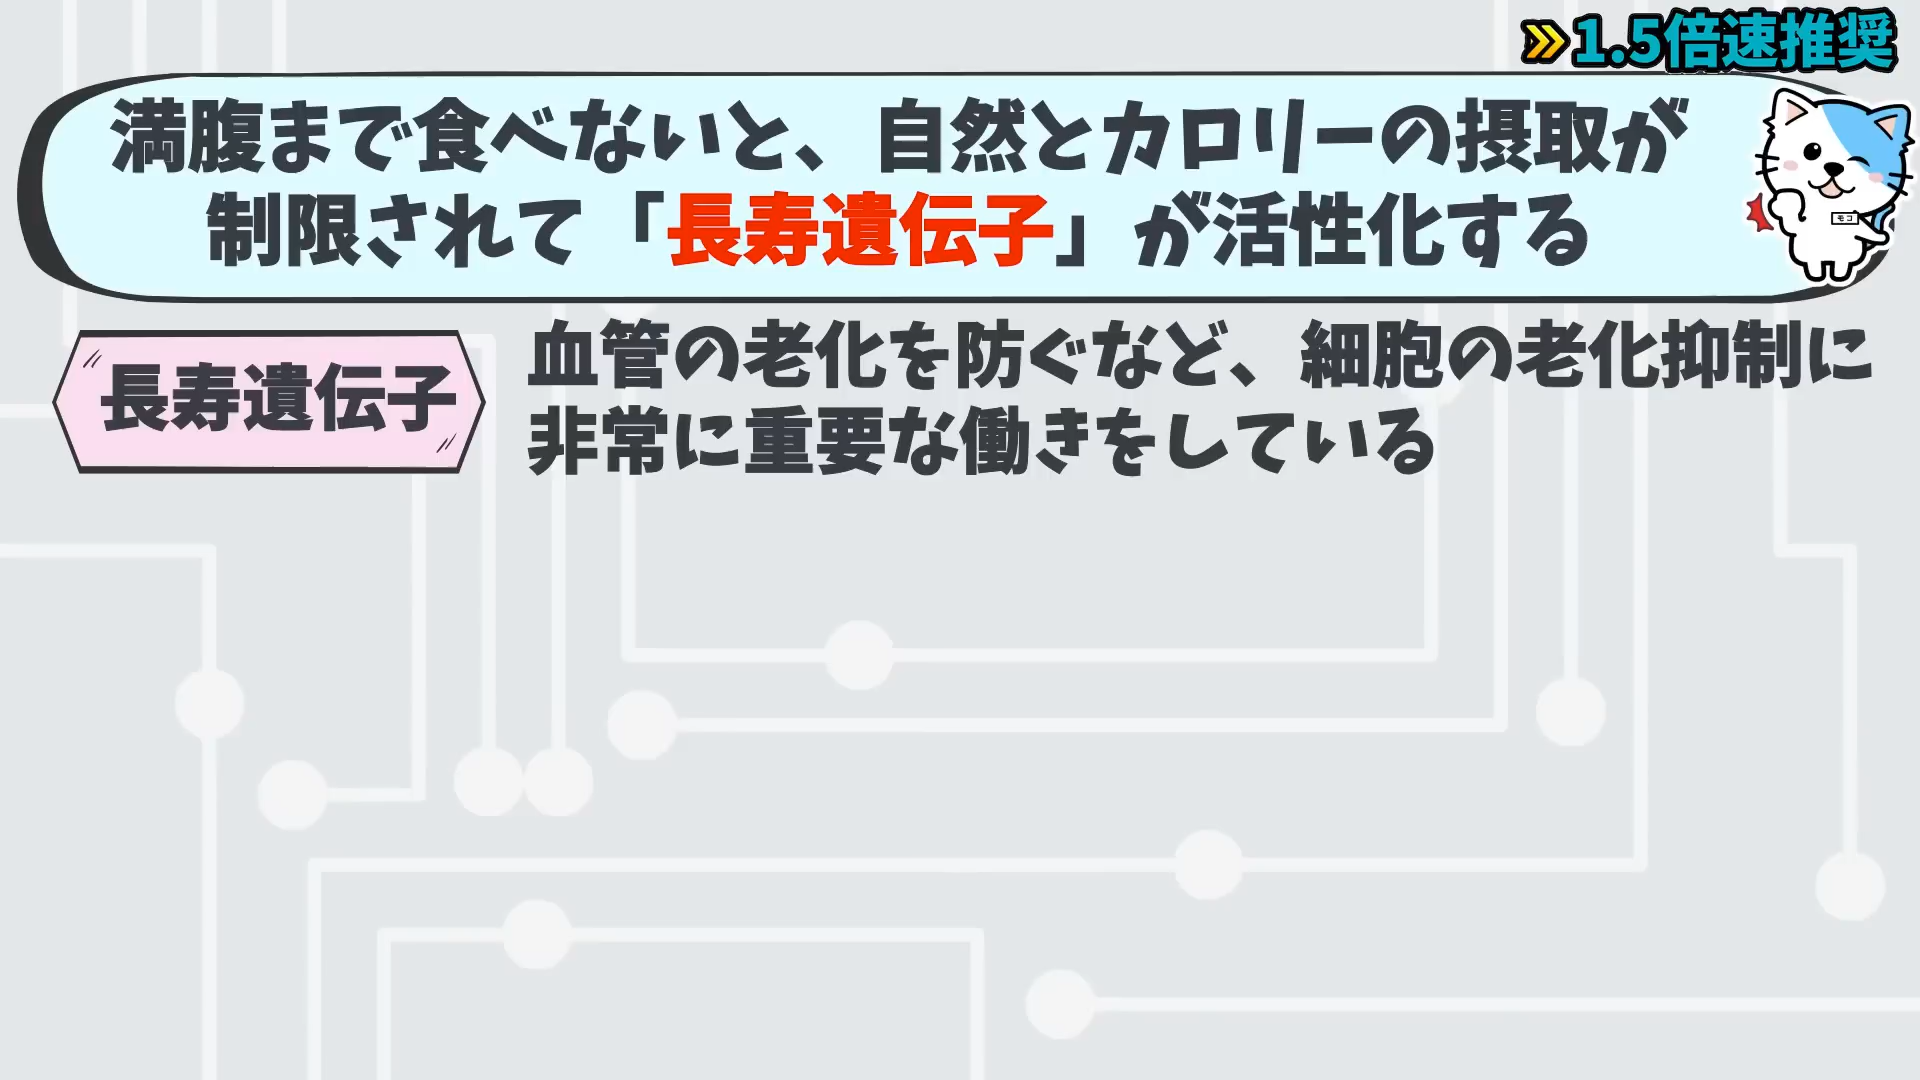 1.5倍速推奨
満腹まで食べないと、自然とカロリーの摂取が
制限されて「長寿遺伝子」が活性化する
モコ
長寿遺伝子
血管の老化を防ぐなど、細胞の老化抑制に
非常に重要な働きをしている